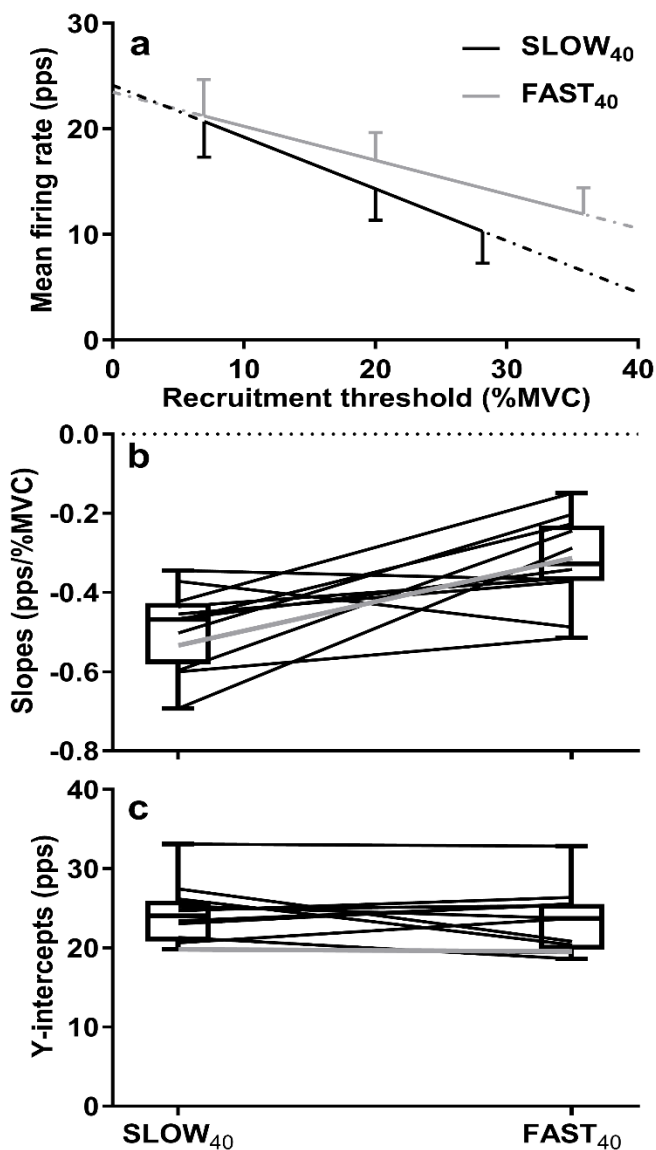 30
a
SLOW₄₀
FAST₄₀
20
10
0
Mean firing rate (pps)
0 10 20 30 40
Recruitment threshold (%MVC)
0.0
b
-0.2
-0.4
-0.6
-0.8
Slopes (pps/%MVC)
40
c
30
20
10
0
Y-intercepts (pps)
SLOW₄₀ FAST₄₀